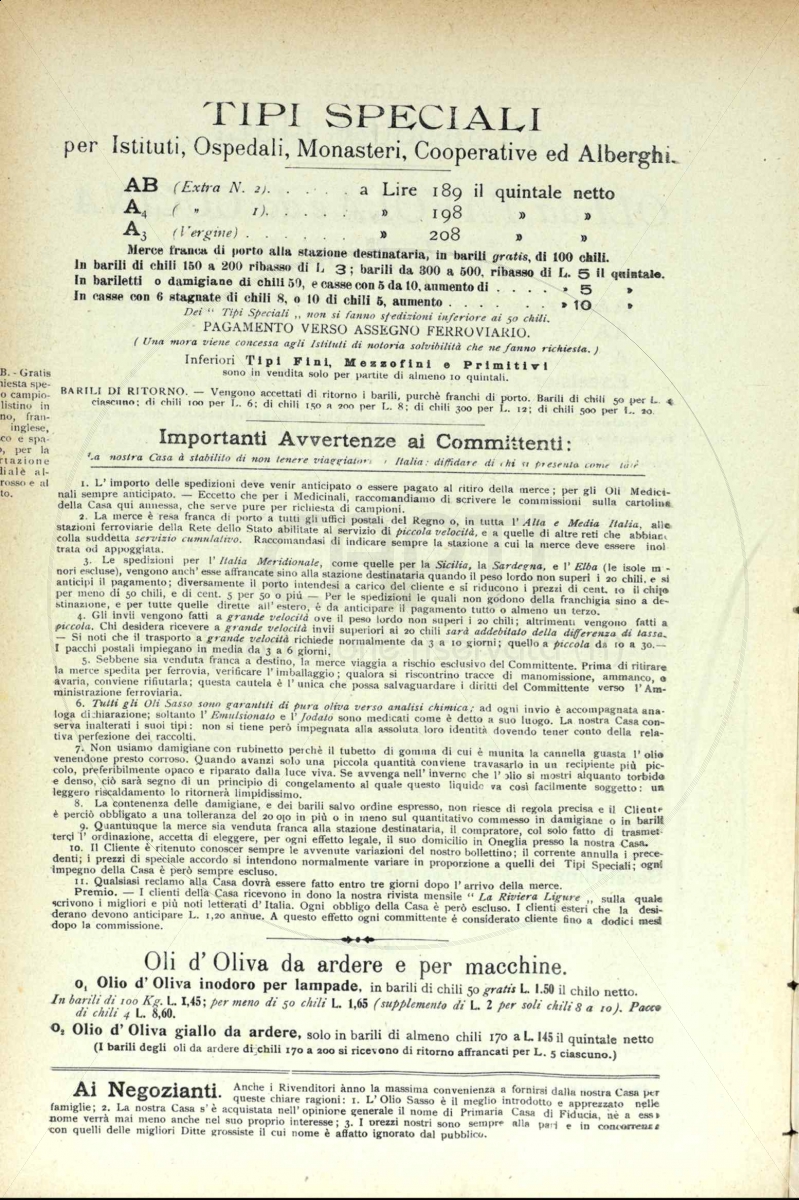 TIPI SPECIALI
per Istituti, Ospedali, Monasteri, Cooperative ed Alberghi.
AB (Extra N. 2). . . . . a Lire 189 il quintale netto
A4 ( " 1). . . . . » 198 » »
A3 (Vergine) . . . . . . » 208 » »
Merce franca di porto alla stazione destinataria, in barili gratis, di 100 chili.
In barili di chili 150 a 200 ribasso di L 3; barili da 300 a 500, ribasso di L. 5 il quintale.
In bariletti o damigiane di chili 50, e casse con 5 da 10, aumento di . . . . » 5 »
In casse con 6 stagnate di chili 8, o 10 di chili 5, aumento . . . . . » 10 »
Dei " Tipi Speciali „ non si fanno spedizioni inferiore ai 50 chili.
PAGAMENTO VERSO ASSEGNO FERROVIARIO.
( Una mora viene concessa agli Istituti di notoria solvibilità che ne fanno richiesta. )
Inferiori Tipi Fini, Mezzofini e Primitivi
sono in vendita solo per partite di almeno 10 quintali.
B. - Gratis
iesta spe-
o campio-
listino in
no, fran-
inglese,
co e spa-
, per la
rtazione
liale al-
rosso e al
to.
BARILI DI RITORNO. — Vengono accettati di ritorno i barili, purchè franchi di porto. Barili di chili 50 per L. 4
ciascuno; di chili 100 per L. 6; di chili 150 a 200 per L. 8; di chili 300 per L. 12; di chili 500 per L. 20
Importanti Avvertenze ai Committenti:
La nostra Casa à stabilito di non tenere viaggiatori Italia: diffidare di chi si presenta come tale
1. L' importo delle spedizioni deve venir anticipato o essere pagato al ritiro della merce; per gli Oli Medici-
nali sempre anticipato. — Eccetto che per i Medicinali, raccomandiamo di scrivere le commissioni sulla cartolina
della Casa qui annessa, che serve pure per richiesta di campioni.
2. La merce è resa franca di porto a tutti gli uffici postali del Regno o, in tutta l' Alta e Media Italia, alle
stazioni ferroviarie della Rete dello Stato abilitate al servizio di piccola velocità, e a quelle di altre reti che abbian
colla suddetta servizio cumulativo. Raccomandasi di indicare sempre la stazione a cui la merce deve essere inol
trata od appoggiata.
3. Le spedizioni per l' Italia Meridionale, come quelle per la Sicilia, la Sardegna, e l' Elba (le isole m -
nori escluse), vengono anch'esse affrancate sino alla stazione destinataria quando il peso lordo non superi i 20 chili, e si
anticipi il pagamento; diversamente il porto intendesi a carico del cliente e si riducono i prezzi di cent. 10 il chilo
per meno di 50 chili, e di cent. 5 per 50 o più — Per le spedizioni le quali non godono della franchigia sino a de-
stinazione, e per tutte quelle dirette all'estero, è da anticipare il pagamento tutto o almeno un terzo.
4. Gli invii vengono fatti a grande velocità ove il peso lordo non superi i 20 chili; altrimenti vengono fatti a
piccola. Chi desidera ricevere a grande velocità invii superiori ai 20 chili sarà addebitato della differenza di tassa.
— Si noti che il trasporto a grande velocità richiede normalmente da 3 a 10 giorni; quello a piccola da 10 a 30.—
I pacchi postali impiegano in media da 3 a 6 giorni.
5. Sebbene sia venduta franca a destino, la merce viaggia a rischio esclusivo del Committente. Prima di ritirare
la merce spedita per ferrovia, verificare l'imballaggio; qualora si riscontrino tracce di manomissione, ammanco, o
avaria, conviene rifiutarla; questa cautela è l'unica che possa salvaguardare i diritti del Committente verso l'Am-
ministrazione ferroviaria.
6. Tutti gli Oli Sasso sono garantiti di pura oliva verso analisi chimica; ad ogni invio è accompagnata ana-
loga dichiarazione; soltanto l' Emulsionato e l' Jodato sono medicati come è detto a suo luogo. La nostra Casa con-
serva inalterati i suoi tipi: non si tiene però impegnata alla assoluta loro identità dovendo tener conto della rela-
tiva perfezione dei raccolti.
7. Non usiamo damigiane con rubinetto perchè il tubetto di gomma di cui è munita la cannella guasta l' olio
venendone presto corroso. Quando avanzi solo una piccola quantità conviene travasarlo in un recipiente più pic-
colo, preferibilmente opaco e riparato dalla luce viva. Se avvenga nell' inverno che l' olio si mostri alquanto torbido
e denso, ciò sarà segno di un principio di congelamento al quale questo liquido va così facilmente soggetto: un
leggero riscaldamento lo ritornerà limpidissimo.
8. La contenenza delle damigiane, e dei barili salvo ordine espresso, non riesce di regola precisa e il Cliente
è perciò obbligato a una tolleranza del 20 o|o in più o in meno sul quantitativo commesso in damigiane o in barili
9. Quantunque la merce sia venduta franca alla stazione destinataria, il compratore, col solo fatto di trasmet-
terci l' ordinazione, accetta di eleggere, per ogni effetto legale, il suo domicilio in Oneglia presso la nostra Casa.
10. Il Cliente è ritenuto conoscer sempre le avvenute variazioni del nostro bollettino; il corrente annulla i prece-
denti; i prezzi di speciale accordo si intendono normalmente variare in proporzione a quelli dei Tipi Speciali; ogni
impegno della Casa è però sempre escluso.
11. Qualsiasi reclamo alla Casa dovrà essere fatto entro tre giorni dopo l' arrivo della merce.
Premio. — I clienti della Casa ricevono in dono la nostra rivista mensile " La Riviera Ligure „ sulla quale
scrivono i migliori e più noti letterati d'Italia. Ogni obbligo della Casa è però escluso. I clienti esteri che la desi-
derano devono anticipare L. 1,20 annue. A questo effetto ogni committente è considerato cliente fino a dodici mesi
dopo la commissione.
Oli d' Oliva da ardere e per macchine.
O1 Olio d' Oliva inodoro per lampade, in barili di chili 50 gratis L. 1.50 il chilo netto.
In barili di 100 Kg. L. 1,45; per meno di 50 chili L. 1,65 (supplemento di L. 2 per soli chili 8 a 10). Pacco
di chili 4 L. 8,60.
O2 Olio d' Oliva giallo da ardere, solo in barili di almeno chili 170 a L. 145 il quintale netto
(I barili degli oli da ardere di chili 170 a 200 si ricevono di ritorno affrancati per L. 5 ciascuno.)
Ai Negozianti. Anche i Rivenditori ànno la massima convenienza a fornirsi dalla nostra Casa per
queste chiare ragioni: 1. L'Olio Sasso è il meglio introdotto e apprezzato nelle
famiglie; 2. La nostra Casa s'è acquistata nell'opinione generale il nome di Primaria Casa di Fiducia, nè a esso
nome verrà mai meno anche nel suo proprio interesse; 3. I prezzi nostri sono sempre alla pari e in concorrenza
con quelli delle migliori Ditte grossiste il cui nome è affatto ignorato dal pubblico.